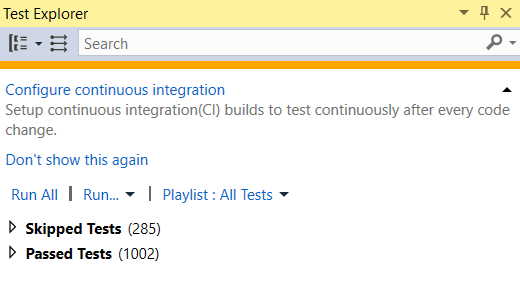 Test Explorer
Search
Configure continuous integration
Setup continuous integration(CI) builds to test continuously after every code
change.
Don't show this again
Run All | Run... | Playlist : All Tests
Skipped Tests (285)
Passed Tests (1002)